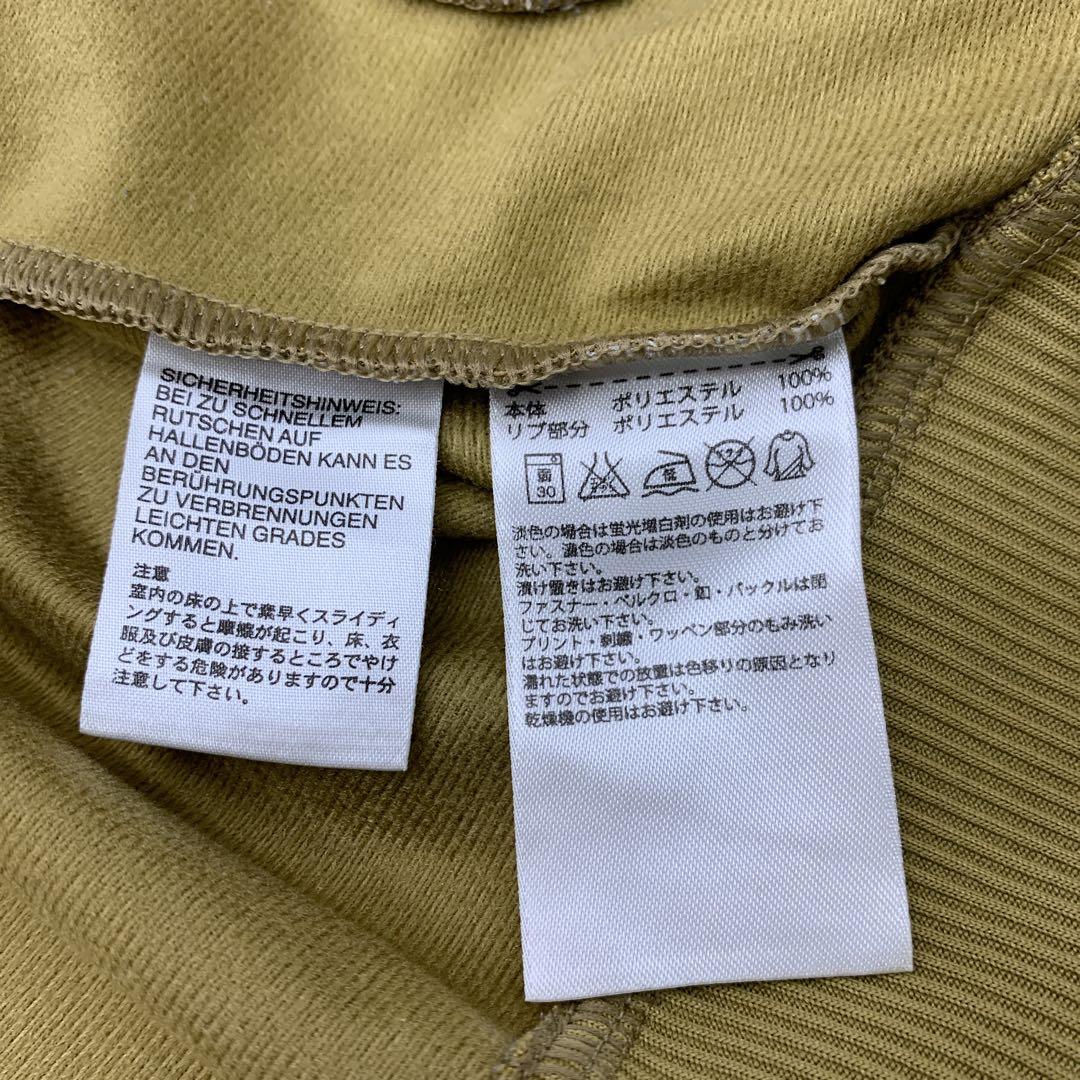 SICHERHEITSHINWEIS:
BEI ZU SCHNELLEM
RUTSCHEN AUF
HALLENBÖDEN KANN ES
AN DEN
BERÜHRUNGSPUNKTEN
ZU VERBRENNUNGEN
LEICHTEN GRADES
KOMMEN.
注意
室内の床の上で素早くスライディ
ングすると摩擦が起こり、床、衣
服及び皮膚の接するところでやけ
どをする危険がありますので十分
注意して下さい。
本体 ポリエステル 100%
リブ部分 ポリエステル 100%
弱
30
淡色の場合は蛍光増白剤の使用はお避け下
さい。濃色の場合は淡色のものと分けてお
洗い下さい。
漬け置きはお避け下さい。
ファスナー・ベルクロ・釦・バックルは閉
じてお洗い下さい。
プリント・刺繍・ワッペン部分のもみ洗い
はお避け下さい。
濡れた状態での放置は色移りの原因となり
ますのでお避け下さい。
乾燥機の使用はお避け下さい。